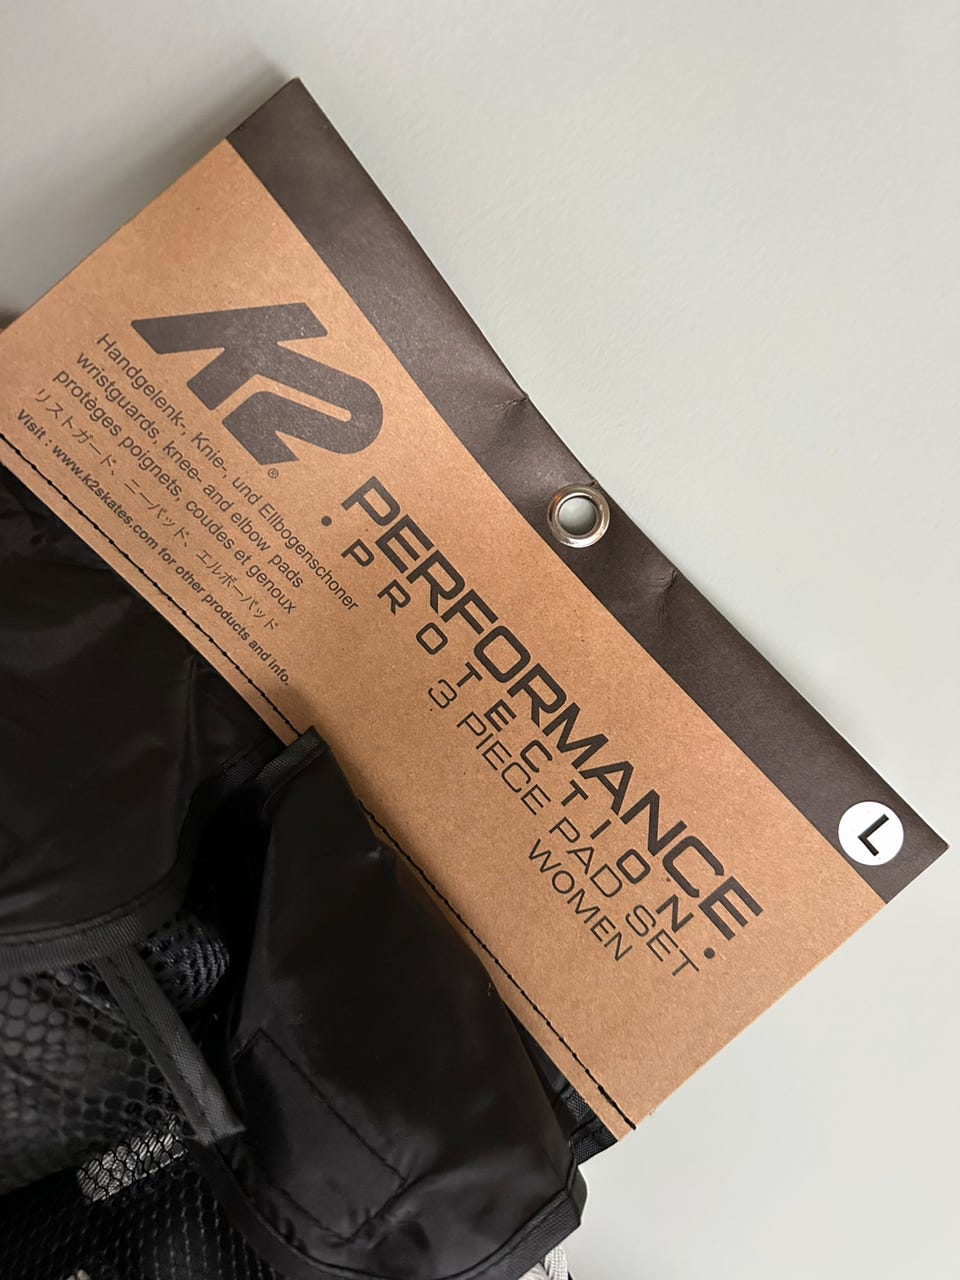 K2®
Handgelenk-, Knie-, und Ellbogenschoner
wristguards, knee- and elbow pads
protèges poignets, coudes et genoux
リストガード、ニーパッド、エルボーパッド
Visit : www.k2skates.com for other products and info.
PERFORMANCE
• PROTECTION •
3 PIECE PAD SET
WOMEN
L